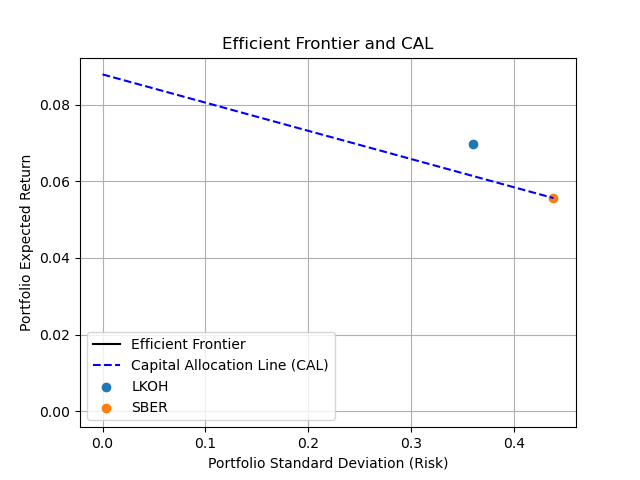 Efficient Frontier and CAL
Portfolio Expected Return
0.08
0.06
0.04
0.02
0.00
Efficient Frontier
Capital Allocation Line (CAL)
LKOH
SBER
0.0 0.1 0.2 0.3 0.4
Portfolio Standard Deviation (Risk)